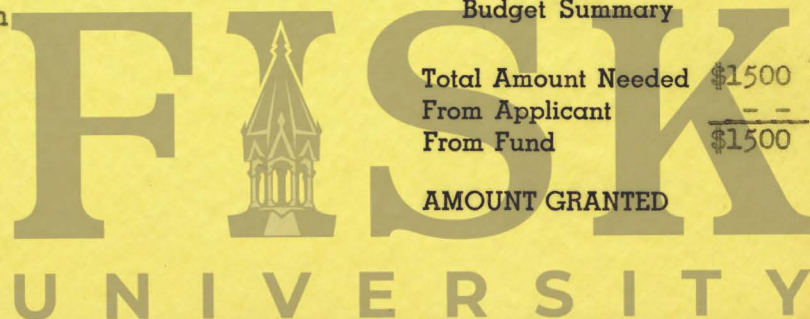 Budget Summary
Total Amount Needed $1500
From Applicant - -
From Fund $1500
AMOUNT GRANTED
FISK
UNIVERSITY